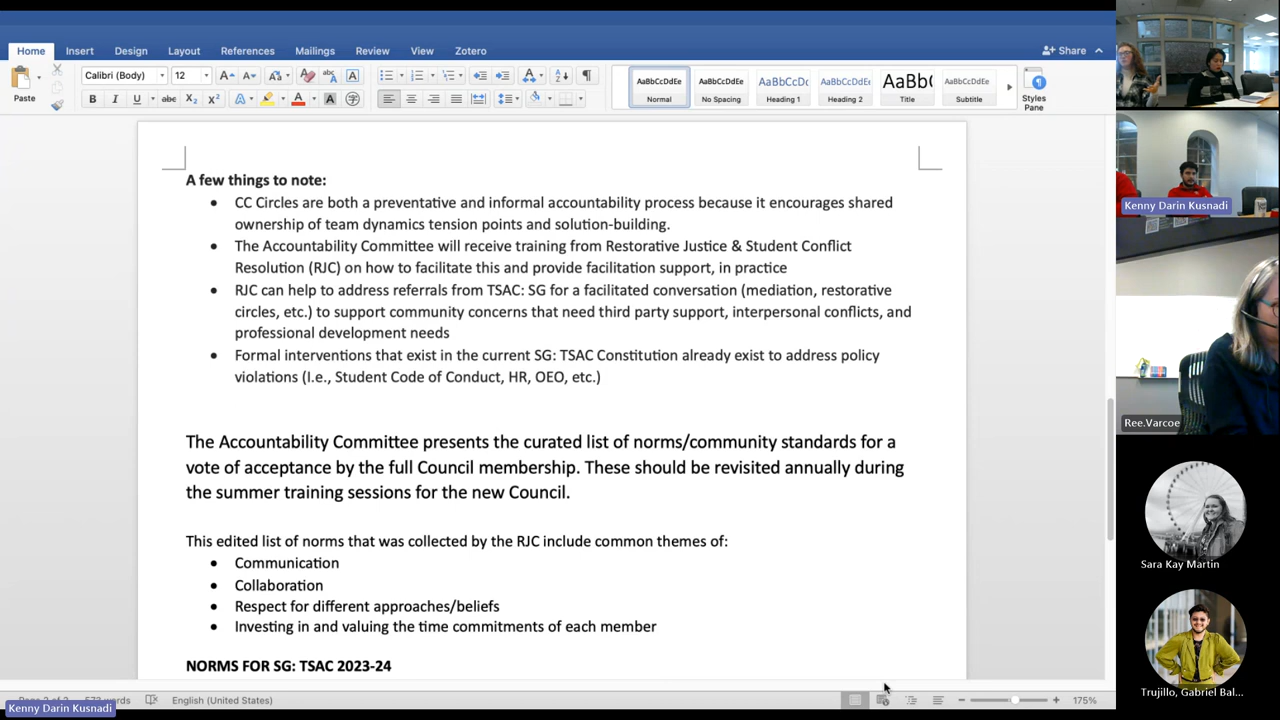 Home Insert Design Layout References Mailings Review View Zotero Share
Paste
Calibri (Body) 12
B I U abc X₂ X²
AaBbCcDdEe AaBbCcDdEe AaBbCcDc AaBbCcDdE AaBb( AaBbCcDdEe
Normal No Spacing Heading 1 Heading 2 Title Subtitle
Styles
Pane
A few things to note:
• CC Circles are both a preventative and informal accountability process because it encourages shared
ownership of team dynamics tension points and solution-building.
• The Accountability Committee will receive training from Restorative Justice & Student Conflict
Resolution (RJC) on how to facilitate this and provide facilitation support, in practice
• RJC can help to address referrals from TSAC: SG for a facilitated conversation (mediation, restorative
circles, etc.) to support community concerns that need third party support, interpersonal conflicts, and
professional development needs
• Formal interventions that exist in the current SG: TSAC Constitution already exist to address policy
violations (I.e., Student Code of Conduct, HR, OEO, etc.)
The Accountability Committee presents the curated list of norms/community standards for a
vote of acceptance by the full Council membership. These should be revisited annually during
the summer training sessions for the new Council.
This edited list of norms that was collected by the RJC include common themes of:
• Communication
• Collaboration
• Respect for different approaches/beliefs
• Investing in and valuing the time commitments of each member
NORMS FOR SG: TSAC 2023-24
words English (United States) 175%
Kenny Darin Kusnadi
Kenny Darin Kusnadi
Ree.Varcoe
Sara Kay Martin
Trujillo, Gabriel Bal...